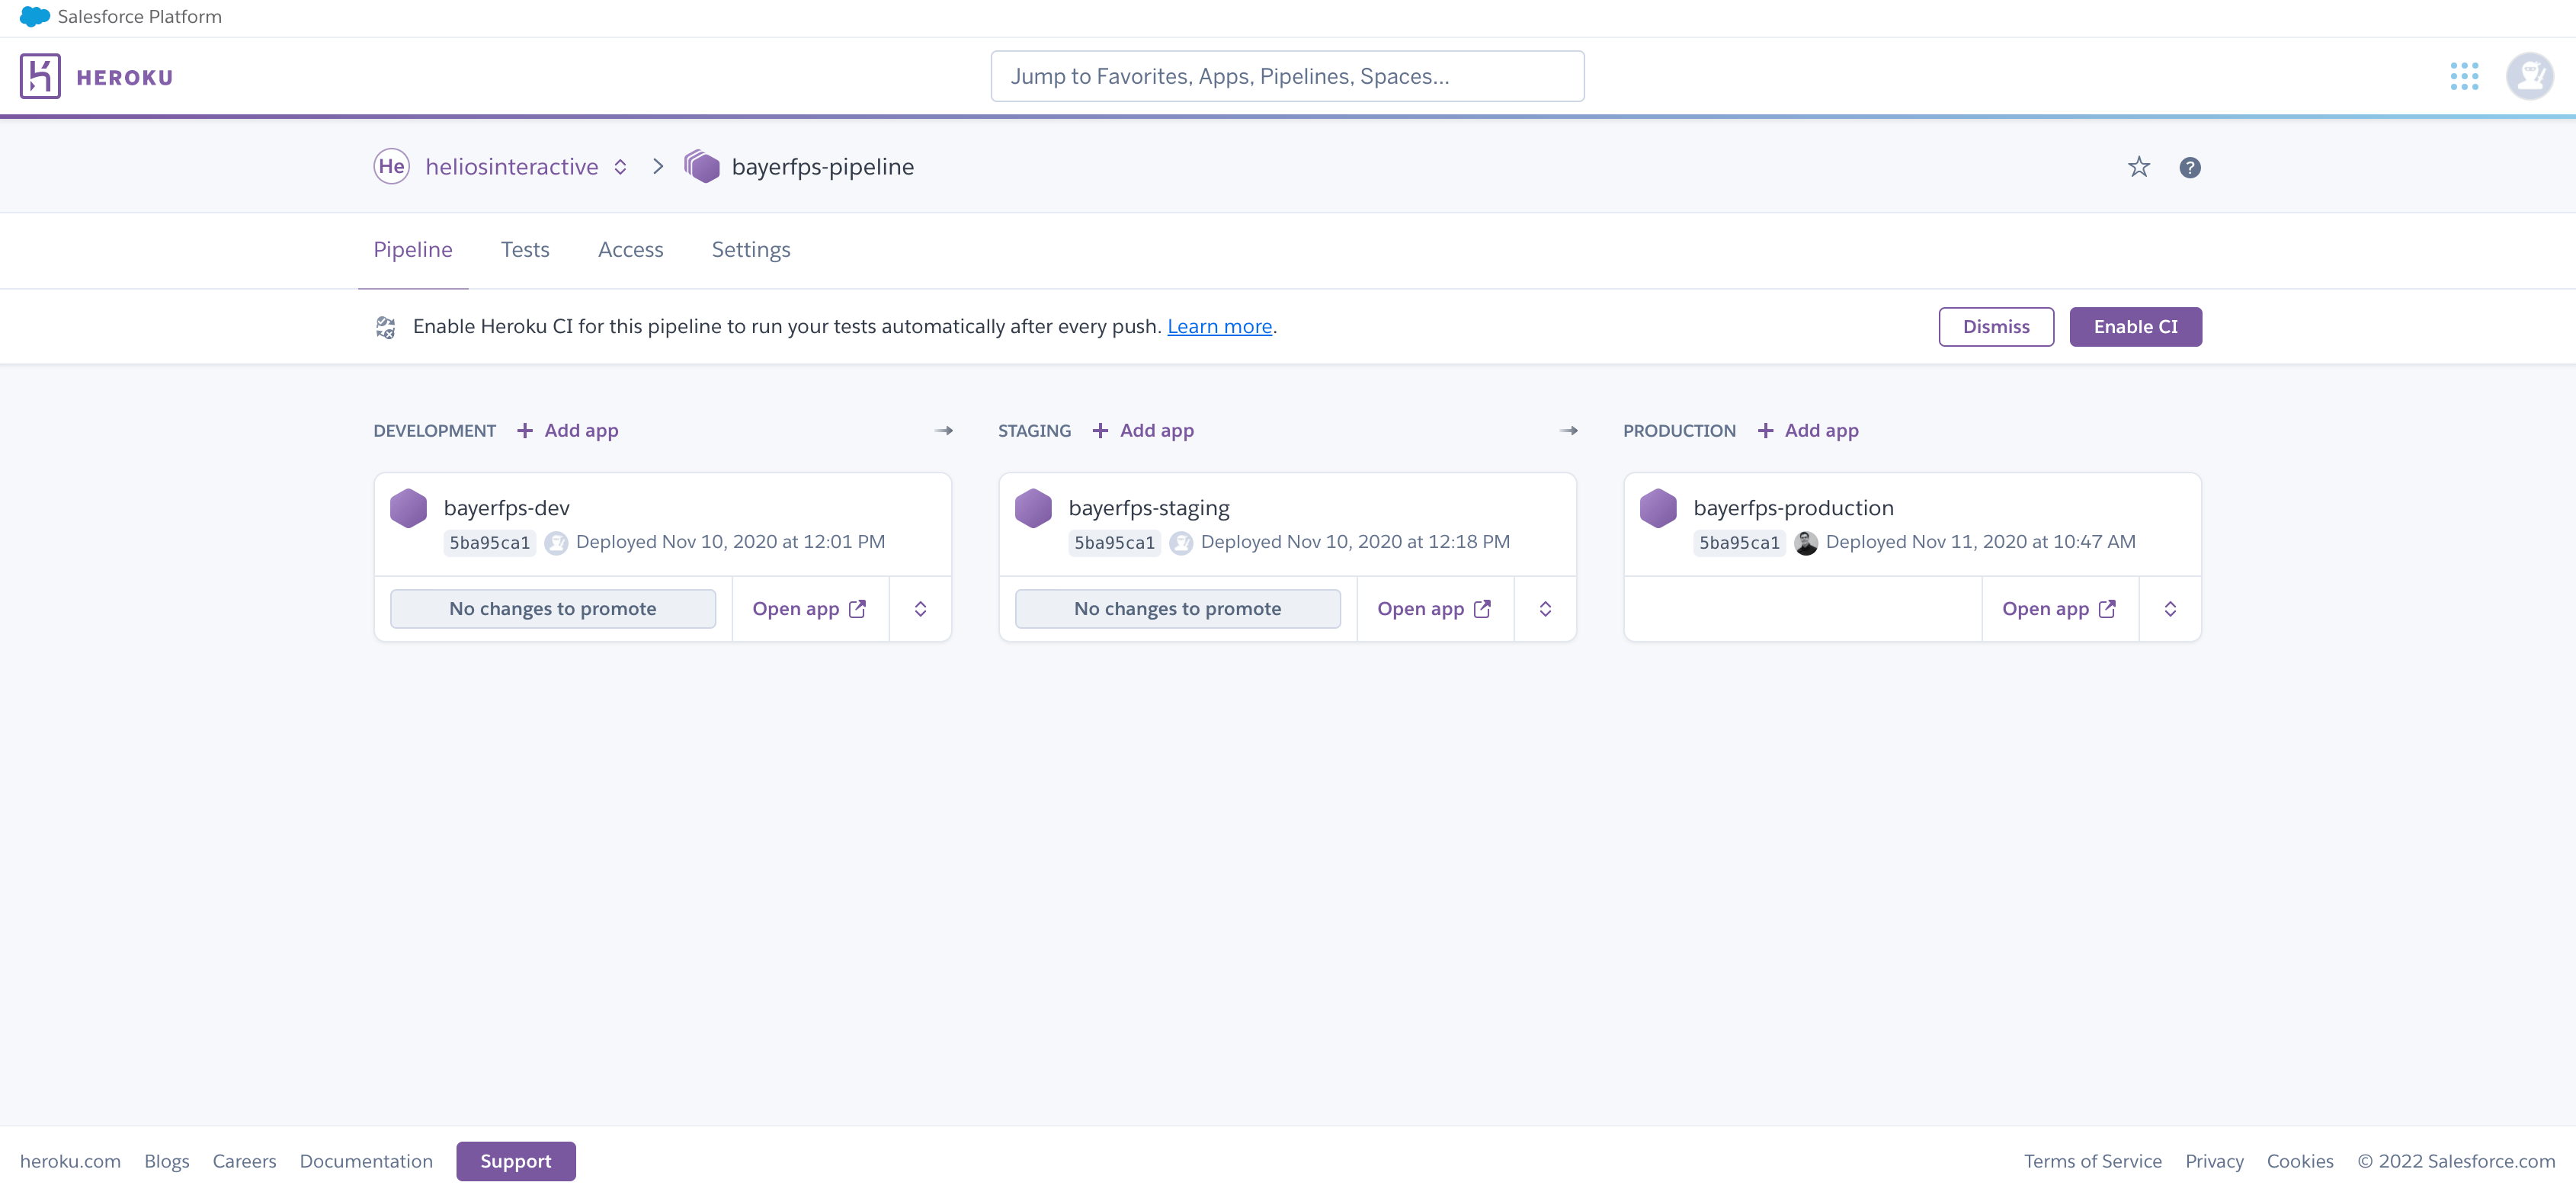 Salesforce Platform
HEROKU
Jump to Favorites, Apps, Pipelines, Spaces...
He heliosinteractive bayerfps-pipeline ?
Pipeline Tests Access Settings
Enable Heroku CI for this pipeline to run your tests automatically after every push. Learn more. Dismiss Enable CI
DEVELOPMENT + Add app
bayerfps-dev
5ba95ca1 Deployed Nov 10, 2020 at 12:01 PM
No changes to promote Open app
STAGING + Add app
bayerfps-staging
5ba95ca1 Deployed Nov 10, 2020 at 12:18 PM
No changes to promote Open app
PRODUCTION + Add app
bayerfps-production
5ba95ca1 Deployed Nov 11, 2020 at 10:47 AM
Open app
heroku.com Blogs Careers Documentation Support Terms of Service Privacy Cookies © 2022 Salesforce.com